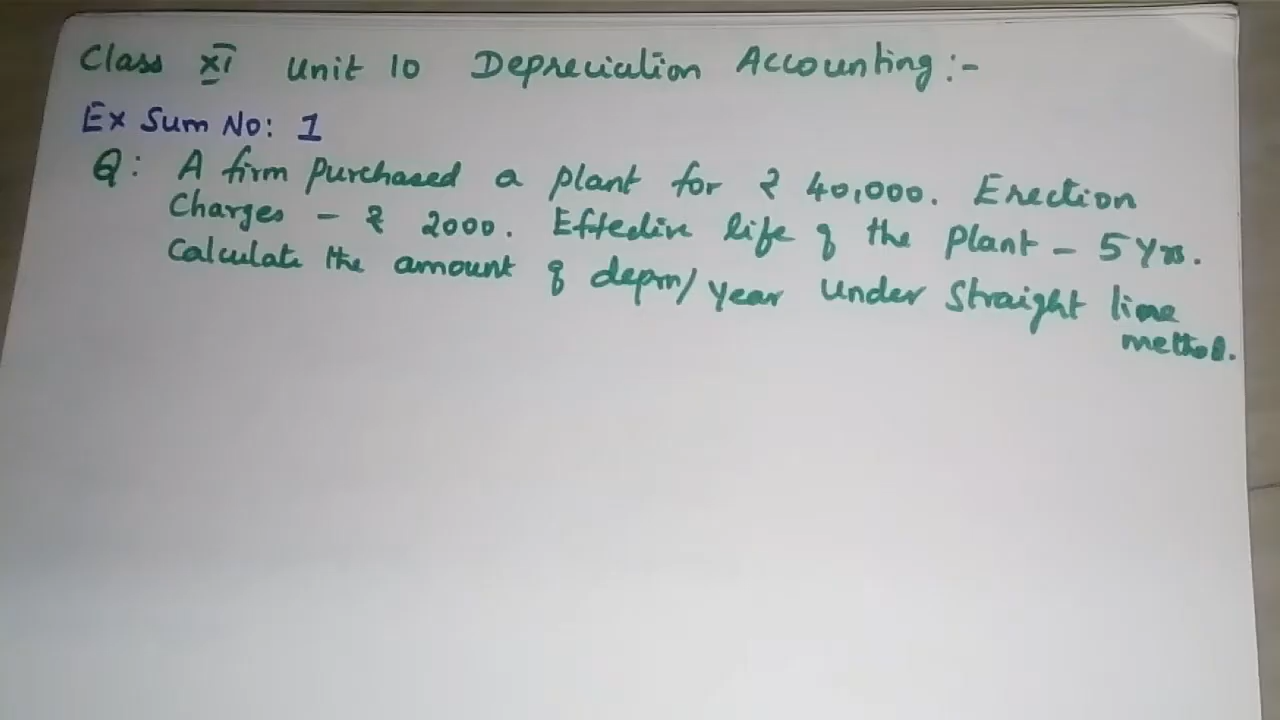 Class XI Unit 10 Depreciation Accounting:-
Ex Sum No: 1
Q: A firm purchased a plant for ₹ 40,000. Erection
Charges - ₹ 2000. Effective life of the plant - 5 Yrs.
Calculate the amount of deprn/year under straight line
method.